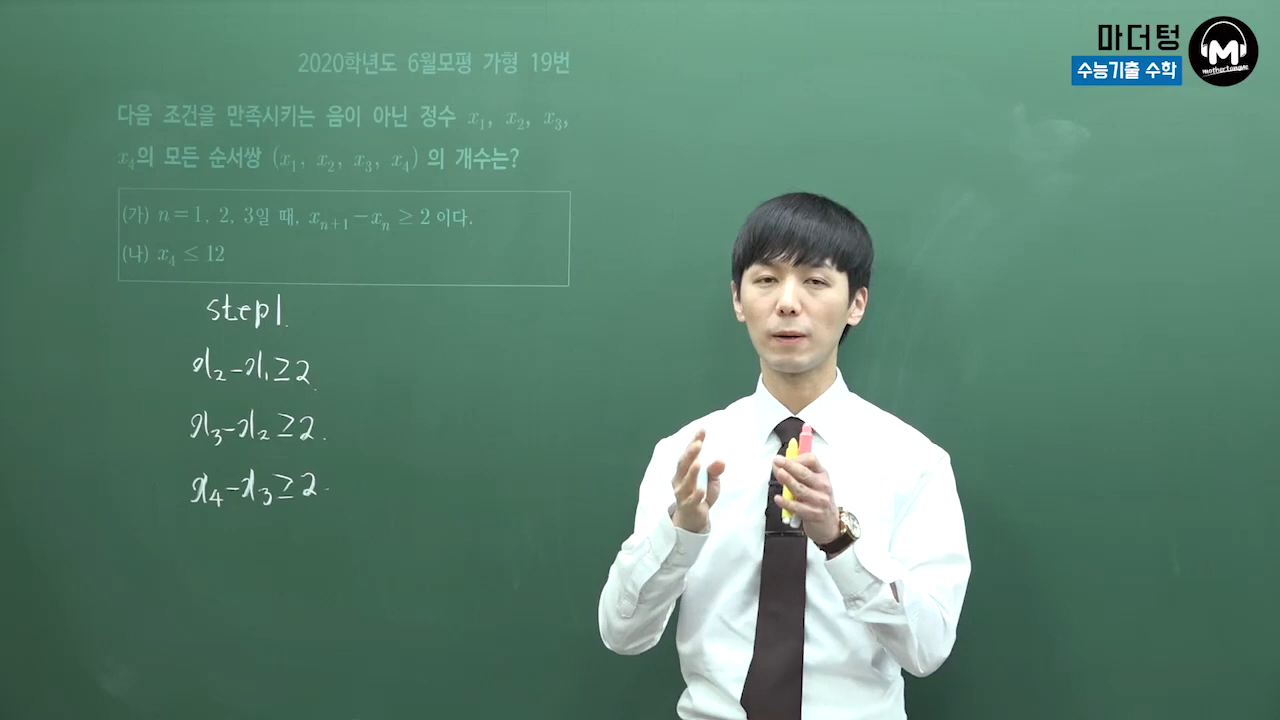 마더텅
수능기출 수학
M
mothertongue
2020학년도 6월모평 가형 19번
다음 조건을 만족시키는 음이 아닌 정수 x₁, x₂, x₃,
x₄의 모든 순서쌍 (x₁, x₂, x₃, x₄) 의 개수는?
(가) n=1, 2, 3일 때, xₙ₊₁-xₙ ≥ 2 이다.
(나) x₄ ≤ 12
step1.
x₂-x₁≥2.
x₃-x₂≥2.
x₄-x₃≥2.